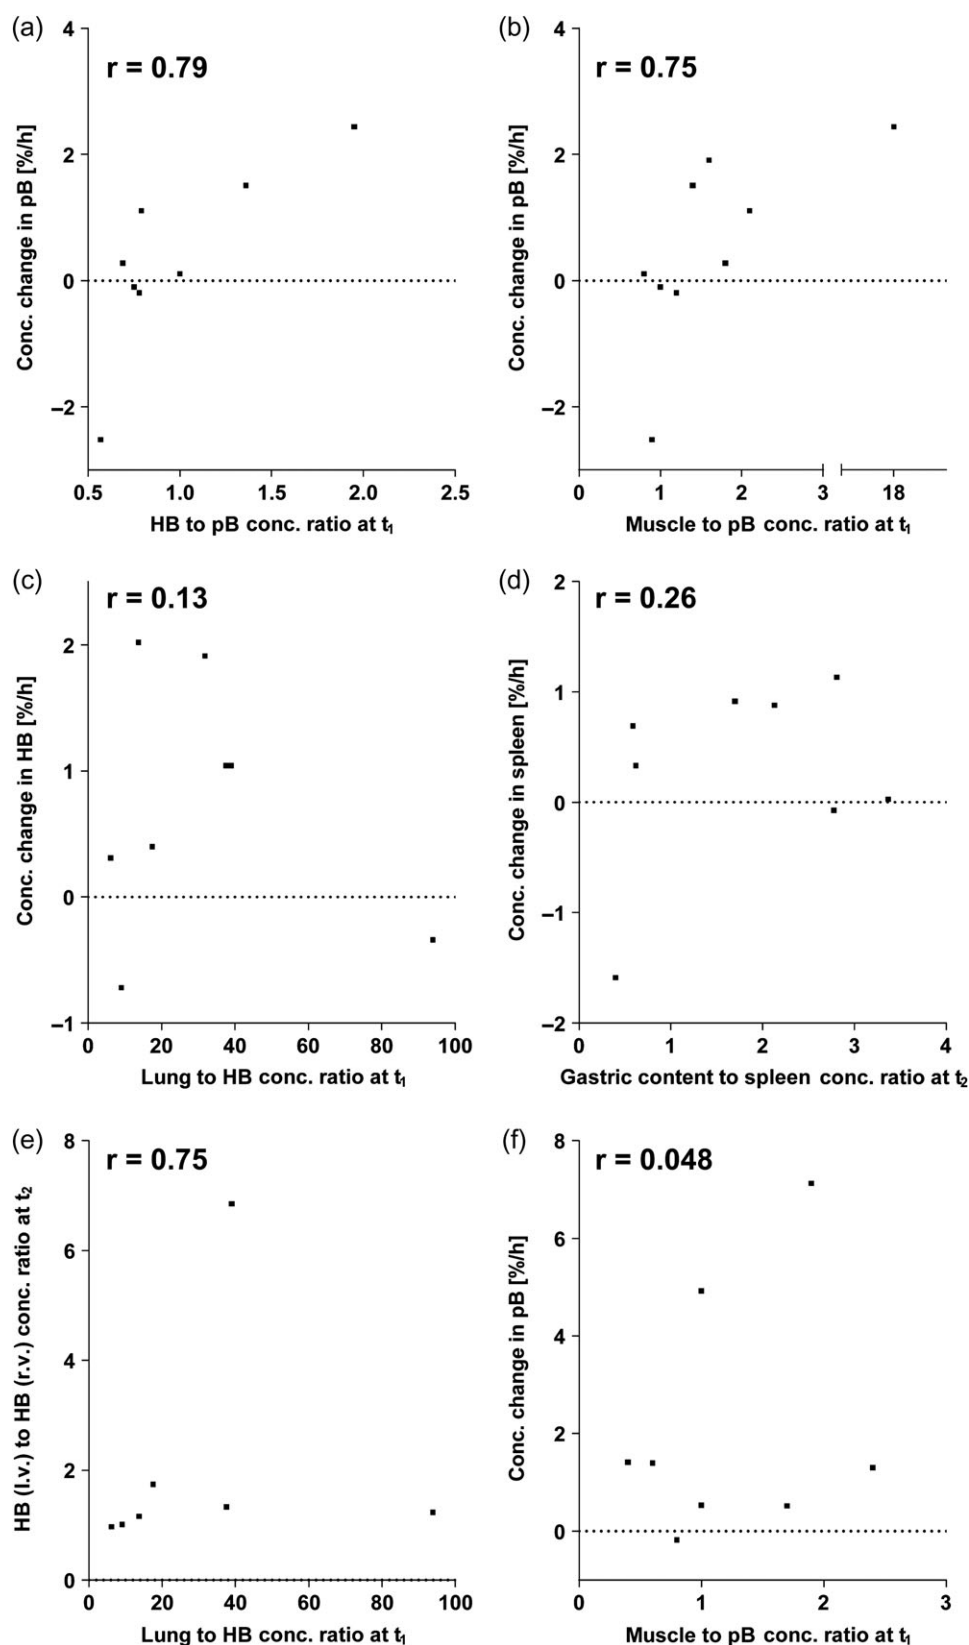 (a)
r = 0.79
Conc. change in pB [%/h]
4
2
0
–2
0.5 1.0 1.5 2.0 2.5
HB to pB conc. ratio at t₁
(b)
r = 0.75
Conc. change in pB [%/h]
4
2
0
–2
0 1 2 3 18
Muscle to pB conc. ratio at t₁
(c)
r = 0.13
Conc. change in HB [%/h]
2
1
0
–1
0 20 40 60 80 100
Lung to HB conc. ratio at t₁
(d)
r = 0.26
Conc. change in spleen [%/h]
2
1
0
–1
–2
0 1 2 3 4
Gastric content to spleen conc. ratio at t₂
(e)
r = 0.75
HB (l.v.) to HB (r.v.) conc. ratio at t₂
8
6
4
2
0
0 20 40 60 80 100
Lung to HB conc. ratio at t₁
(f)
r = 0.048
Conc. change in pB [%/h]
8
6
4
2
0
0 1 2 3
Muscle to pB conc. ratio at t₁